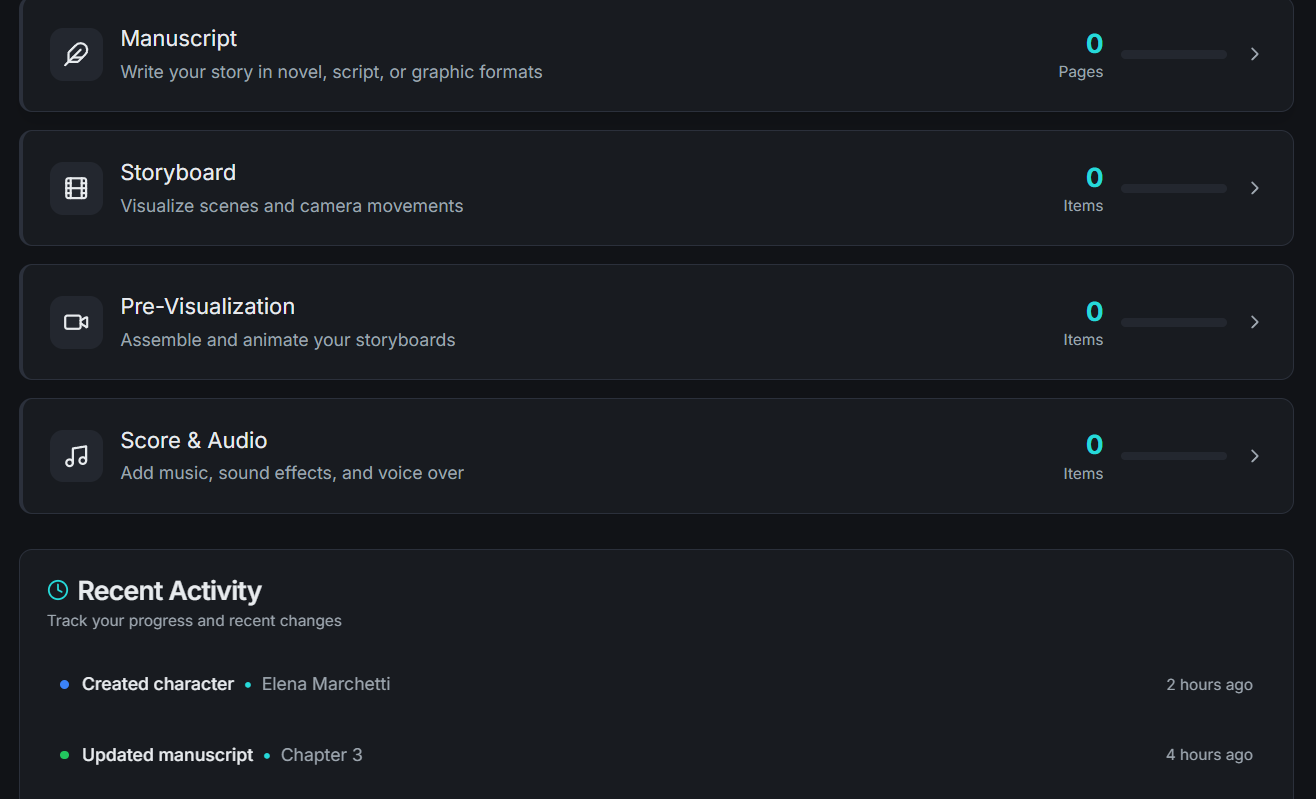 Manuscript
Write your story in novel, script, or graphic formats
0
Pages
Storyboard
Visualize scenes and camera movements
0
Items
Pre-Visualization
Assemble and animate your storyboards
0
Items
Score & Audio
Add music, sound effects, and voice over
0
Items
Recent Activity
Track your progress and recent changes
Created character • Elena Marchetti 2 hours ago
Updated manuscript • Chapter 3 4 hours ago